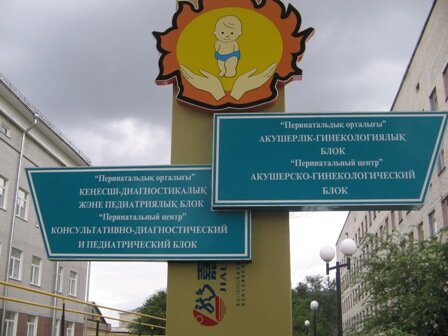 "Перинатальдық орталығы"
АКУШЕРЛІК-ГИНЕКОЛОГИЯЛЫҚ
БЛОК
"Перинатальный центр"
АКУШЕРСКО-ГИНЕКОЛОГИЧЕСКИЙ
БЛОК
"Перинатальдық орталығы"
КЕҢЕСШІ-ДИАГНОСТИКАЛЫҚ
ЖӘНЕ ПЕДИАТРИЯЛЫҚ БЛОК
"Перинатальный центр"
КОНСУЛЬТАТИВНО-ДИАГНОСТИЧЕСКИЙ
И ПЕДИАТРИЧЕСКИЙ БЛОК